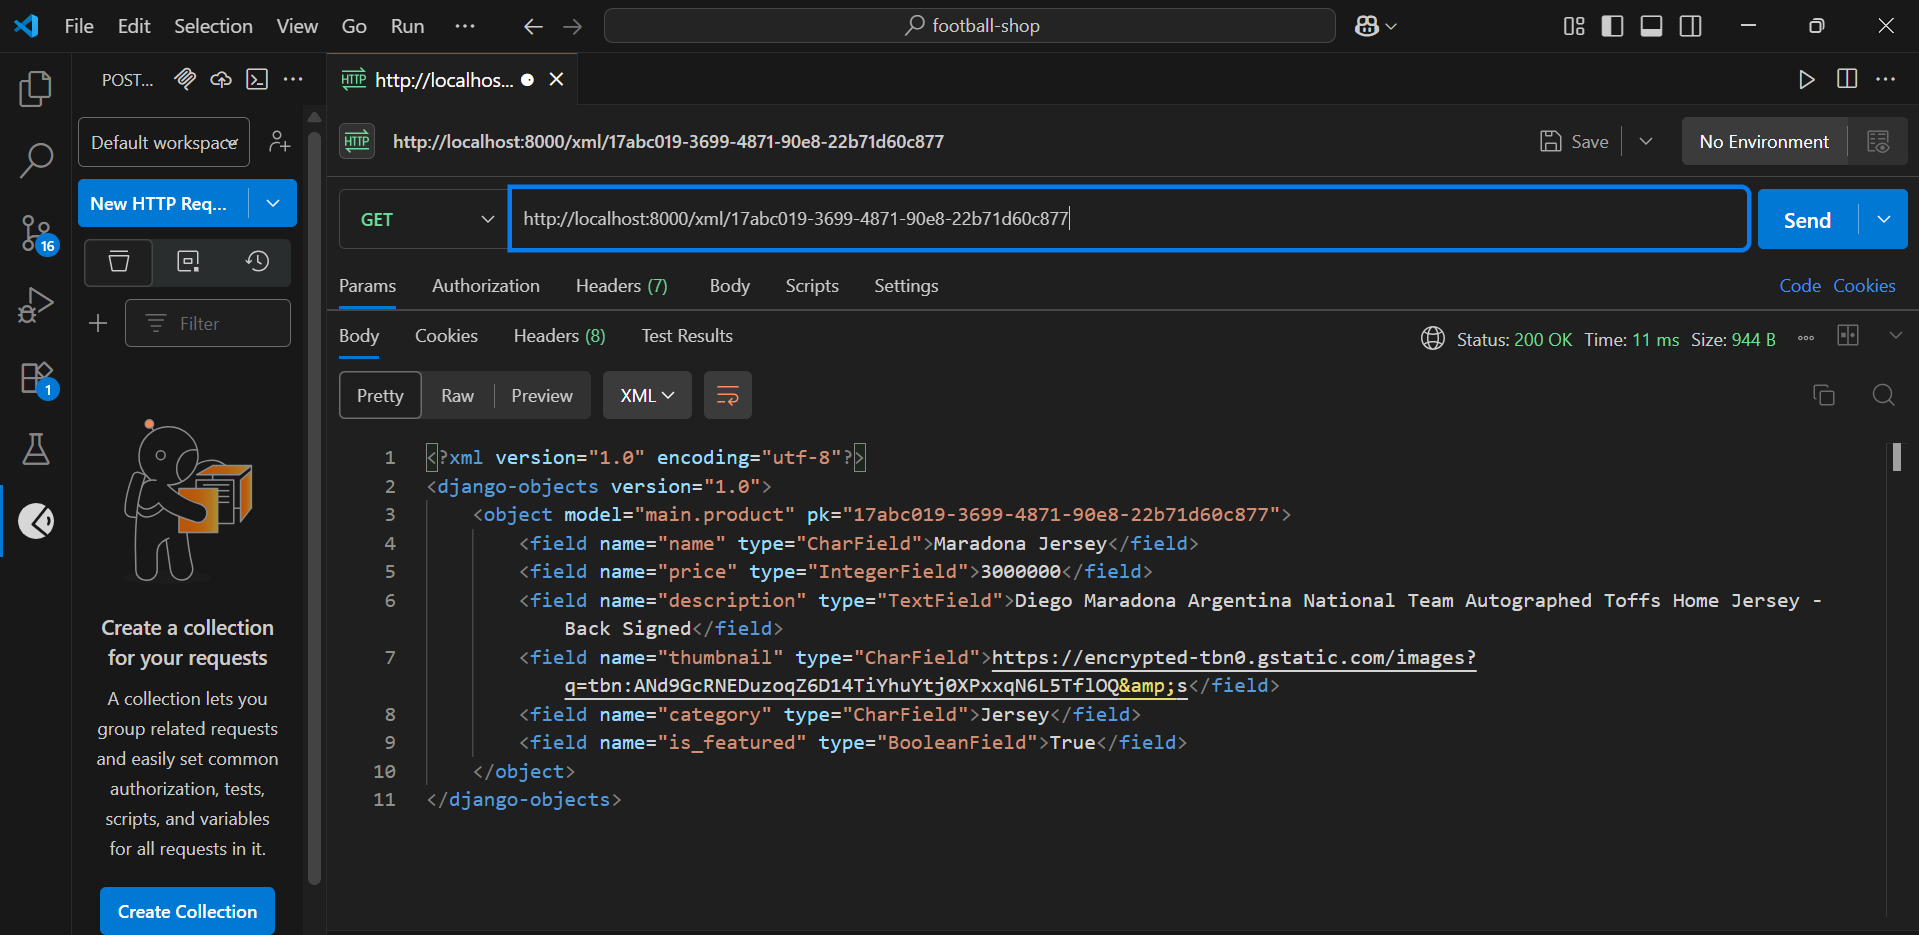 File Edit Selection View Go Run ··· football-shop
POST... http://localhos...
Default workspace http://localhost:8000/xml/17abc019-3699-4871-90e8-22b71d60c877 Save No Environment
New HTTP Req... GET http://localhost:8000/xml/17abc019-3699-4871-90e8-22b71d60c877 Send
16
1
Filter
Create a collection
for your requests
A collection lets you
group related requests
and easily set common
authorization, tests,
scripts, and variables
for all requests in it.
Create Collection
Params Authorization Headers (7) Body Scripts Settings Code Cookies
Body Cookies Headers (8) Test Results Status: 200 OK Time: 11 ms Size: 944 B
Pretty Raw Preview XML
1 <?xml version="1.0" encoding="utf-8"?>
2 <django-objects version="1.0">
3 <object model="main.product" pk="17abc019-3699-4871-90e8-22b71d60c877">
4 <field name="name" type="CharField">Maradona Jersey</field>
5 <field name="price" type="IntegerField">3000000</field>
6 <field name="description" type="TextField">Diego Maradona Argentina National Team Autographed Toffs Home Jersey -
Back Signed</field>
7 <field name="thumbnail" type="CharField">https://encrypted-tbn0.gstatic.com/images?
q=tbn:ANd9GcRNEDuzoqZ6D14TiYhuYtj0XPxxqN6L5TflOQ&amp;s</field>
8 <field name="category" type="CharField">Jersey</field>
9 <field name="is_featured" type="BooleanField">True</field>
10 </object>
11 </django-objects>